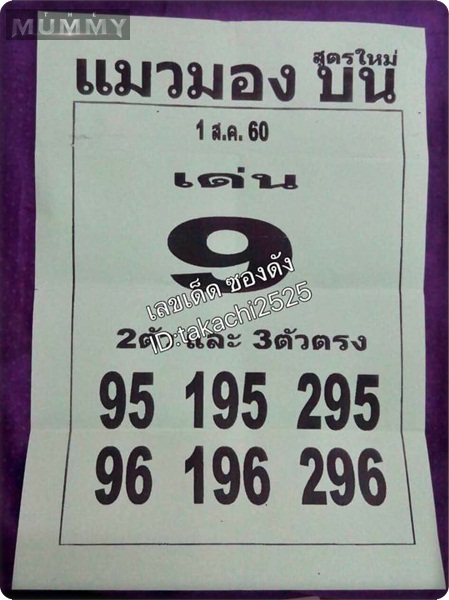 THE
MUMMY
สูตรใหม่
แมวมอง บน
1 ส.ค. 60
เด่น
9
เลขเด็ด ซองดัง
ID:takachi2525
2ตัว และ 3ตัวตรง
95 195 295
96 196 296